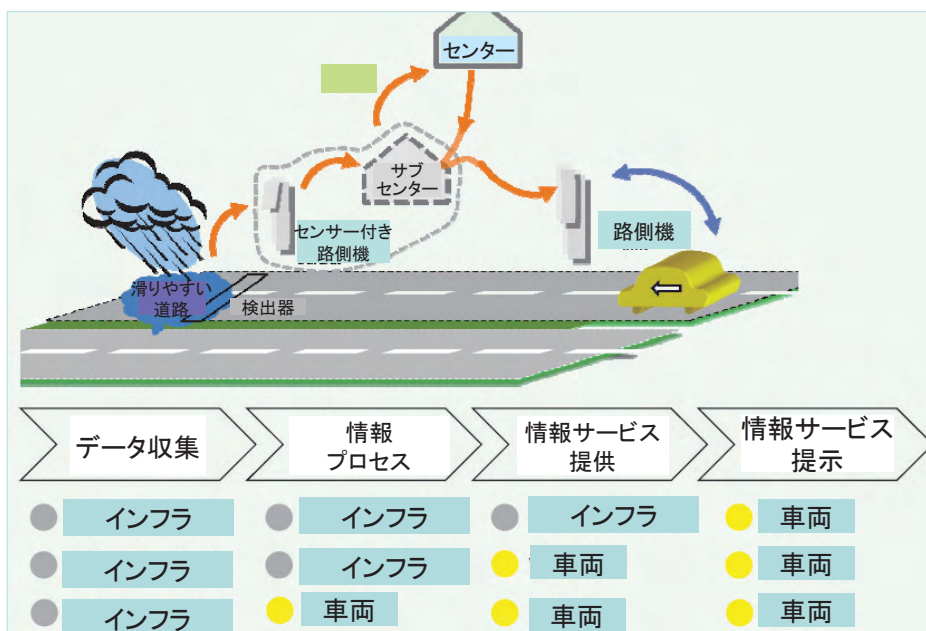 センター
サブ
センター
センサー付き
路側機
路側機
滑りやすい
道路
検出器
データ収集
情報
プロセス
情報サービス
提供
情報サービス
提示
インフラ
インフラ
インフラ
車両
インフラ
インフラ
車両
車両
インフラ
車両
車両
車両